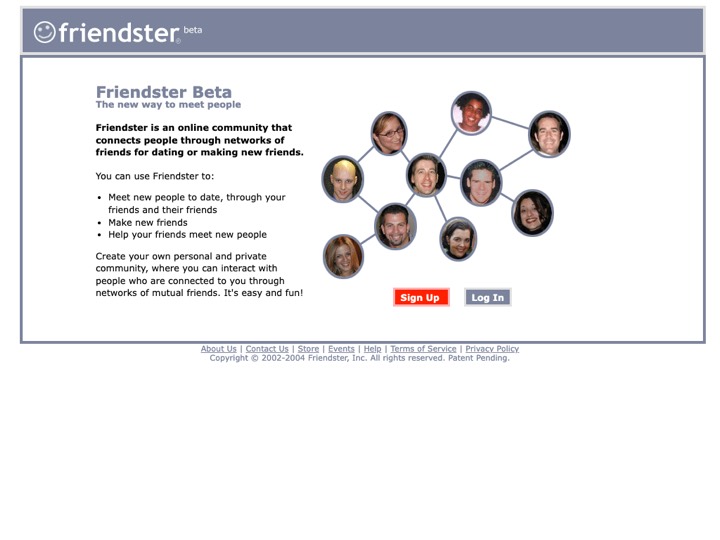 friendster beta
Friendster Beta
The new way to meet people
Friendster is an online community that
connects people through networks of
friends for dating or making new friends.
You can use Friendster to:
• Meet new people to date, through your
friends and their friends
• Make new friends
• Help your friends meet new people
Create your own personal and private
community, where you can interact with
people who are connected to you through
networks of mutual friends. It's easy and fun!
Sign Up Log In
About Us | Contact Us | Store | Events | Help | Terms of Service | Privacy Policy
Copyright © 2002-2004 Friendster, Inc. All rights reserved. Patent Pending.